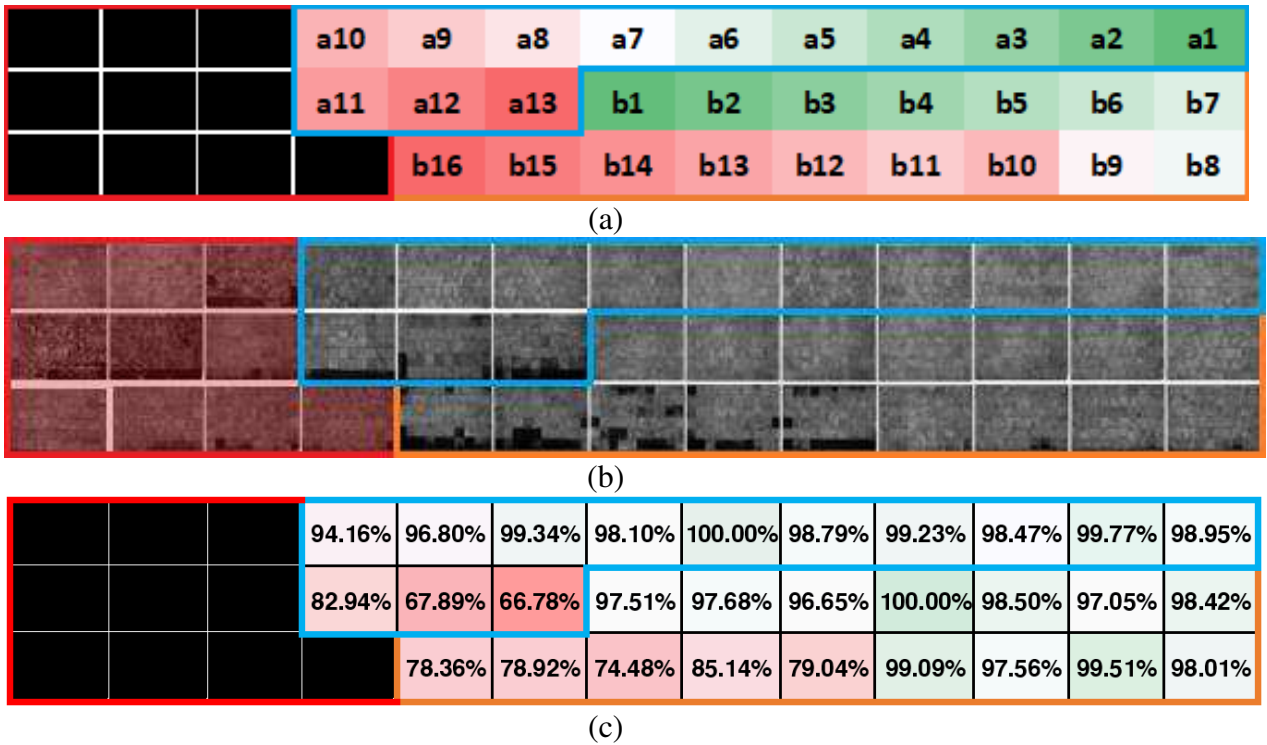 a10 a9 a8 a7 a6 a5 a4 a3 a2 a1
a11 a12 a13 b1 b2 b3 b4 b5 b6 b7
b16 b15 b14 b13 b12 b11 b10 b9 b8
(a)
(b)
94.16% 96.80% 99.34% 98.10% 100.00% 98.79% 99.23% 98.47% 99.77% 98.95%
82.94% 67.89% 66.78% 97.51% 97.68% 96.65% 100.00% 98.50% 97.05% 98.42%
78.36% 78.92% 74.48% 85.14% 79.04% 99.09% 97.56% 99.51% 98.01%
(c)